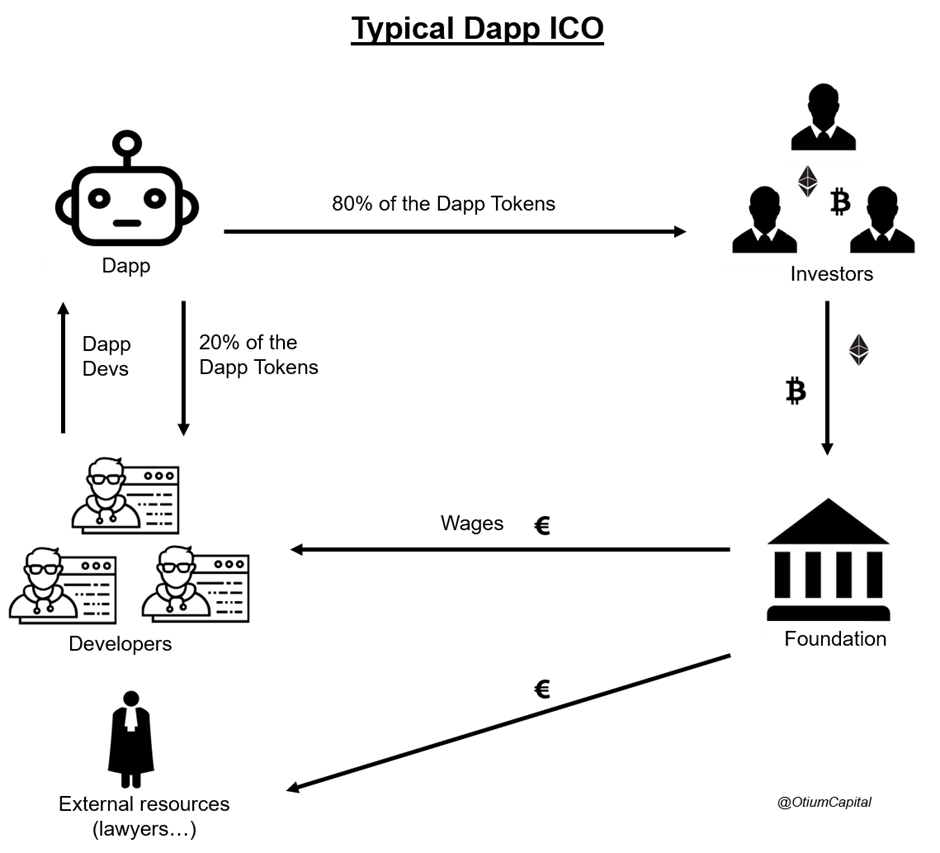 Typical Dapp ICO
80% of the Dapp Tokens
Dapp
Investors
Dapp
Devs
20% of the
Dapp Tokens
Wages €
Developers
Foundation
€
External resources
(lawyers…)
@OtiumCapital